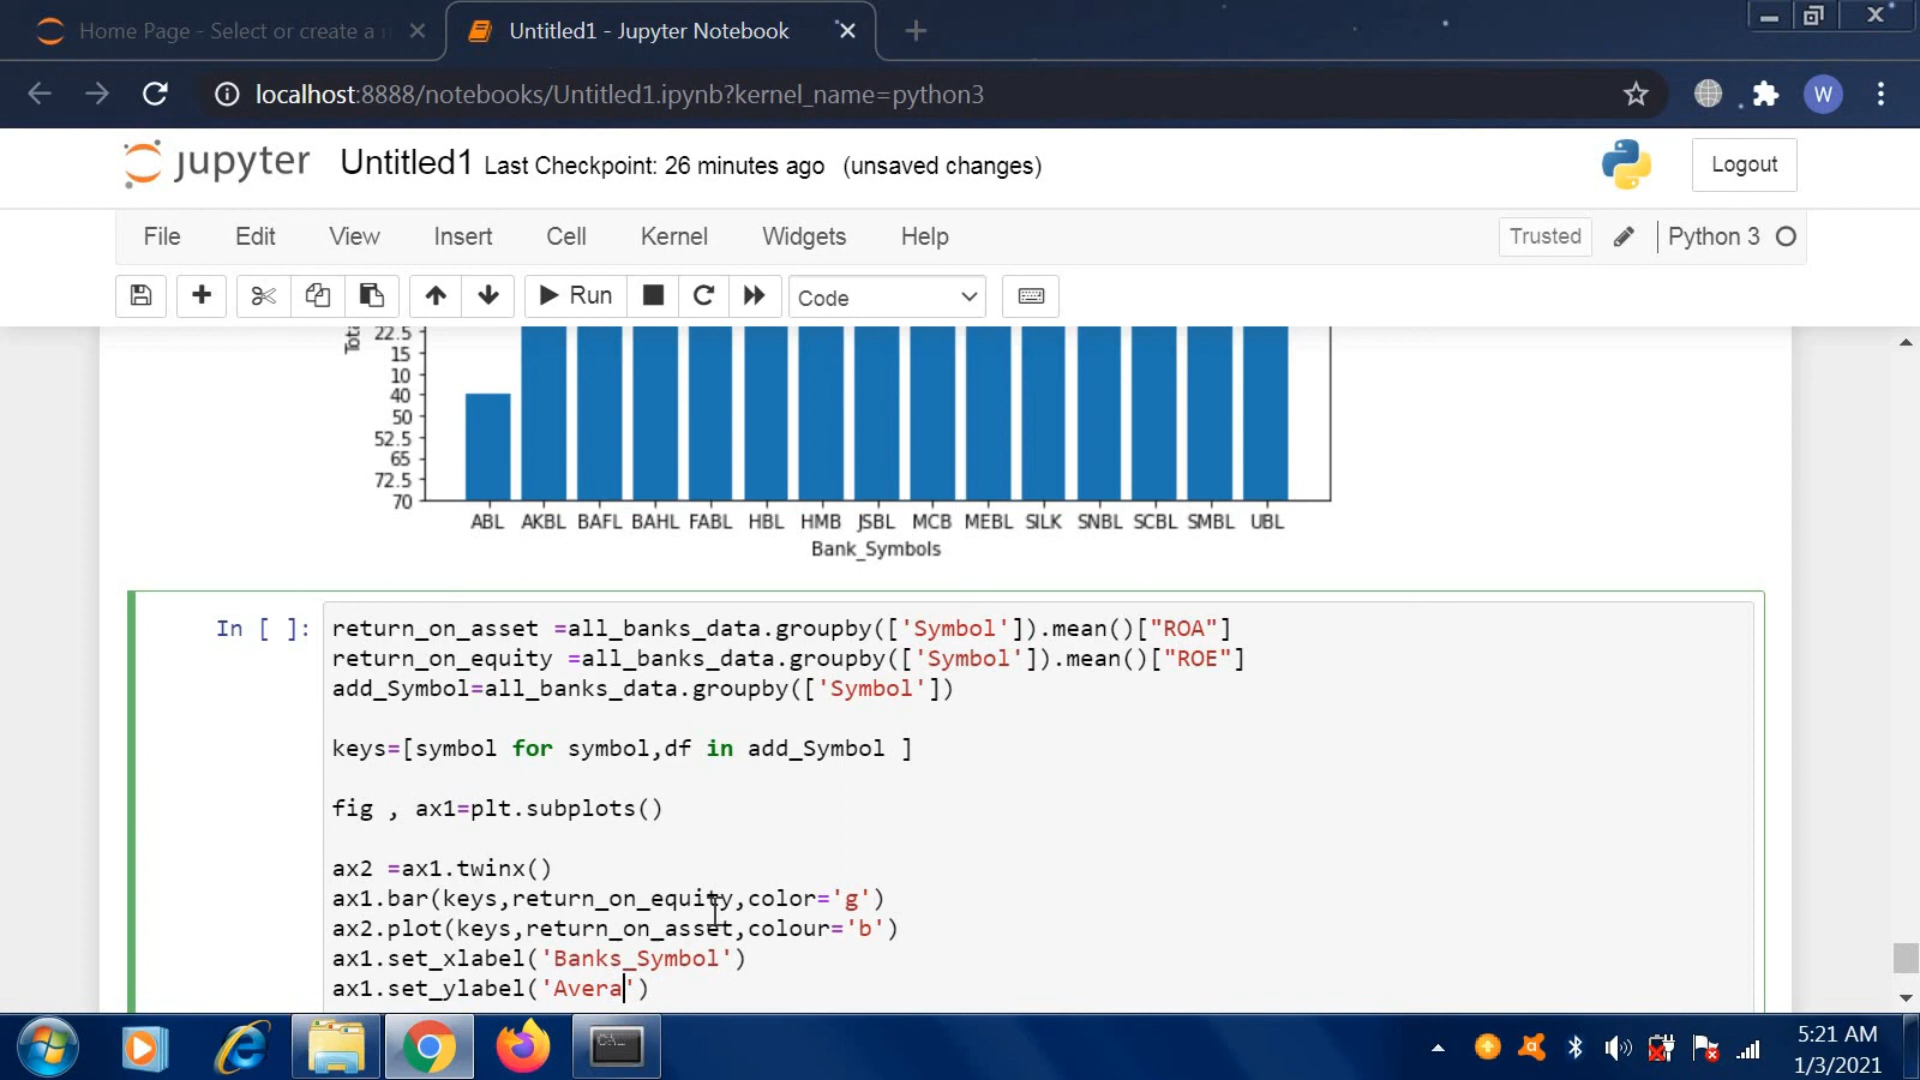 Home Page - Select or create a n
Untitled1 - Jupyter Notebook
localhost:8888/notebooks/Untitled1.ipynb?kernel_name=python3
W
jupyter Untitled1 Last Checkpoint: 26 minutes ago (unsaved changes)
Logout
File Edit View Insert Cell Kernel Widgets Help
Trusted Python 3
Run Code
Tota
22.5
15
10
40
50
52.5
65
72.5
70
ABL AKBL BAFL BAHL FABL HBL HMB JSBL MCB MEBL SILK SNBL SCBL SMBL UBL
Bank_Symbols
In [ ]:
return_on_asset =all_banks_data.groupby(['Symbol']).mean()["ROA"]
return_on_equity =all_banks_data.groupby(['Symbol']).mean()["ROE"]
add_Symbol=all_banks_data.groupby(['Symbol'])
keys=[symbol for symbol,df in add_Symbol ]
fig , ax1=plt.subplots()
ax2 =ax1.twinx()
ax1.bar(keys,return_on_equity,color='g')
ax2.plot(keys,return_on_asset,colour='b')
ax1.set_xlabel('Banks_Symbol')
ax1.set_ylabel('Avera')
5:21 AM
1/3/2021